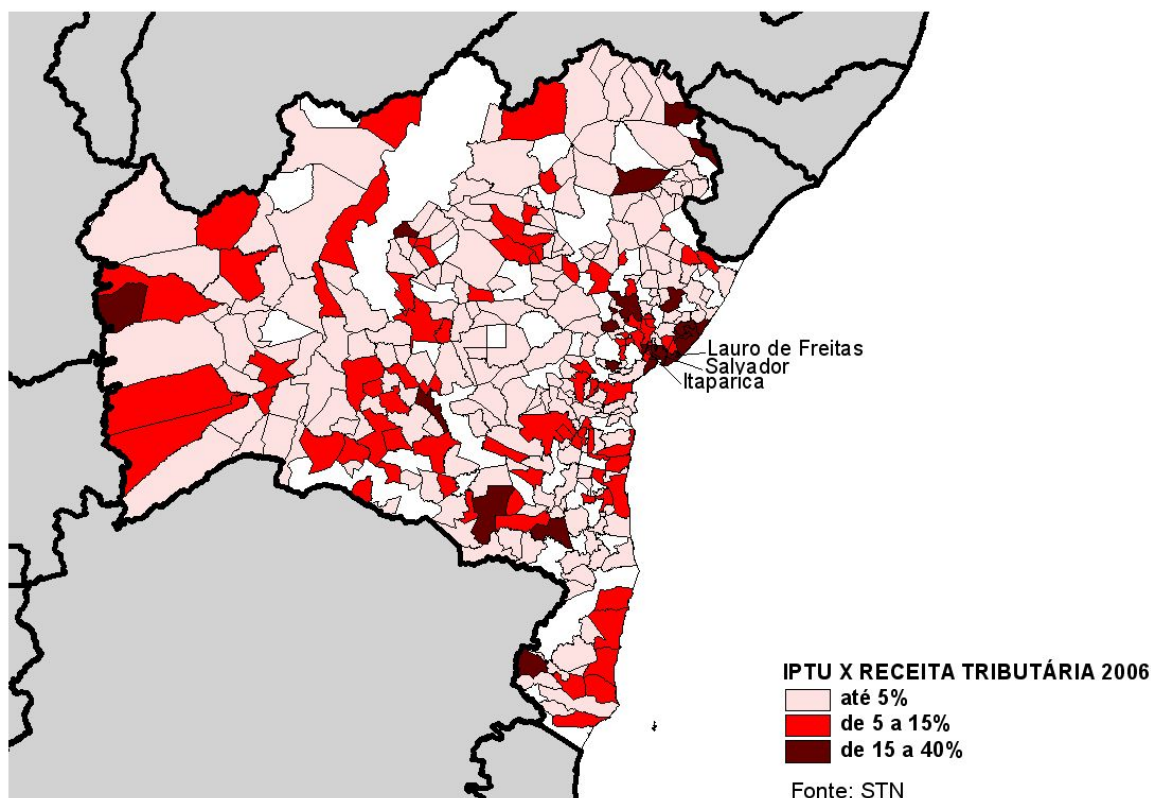 Lauro de Freitas
Salvador
Itaparica
IPTU X RECEITA TRIBUTÁRIA 2006
até 5%
de 5 a 15%
de 15 a 40%
Fonte: STN